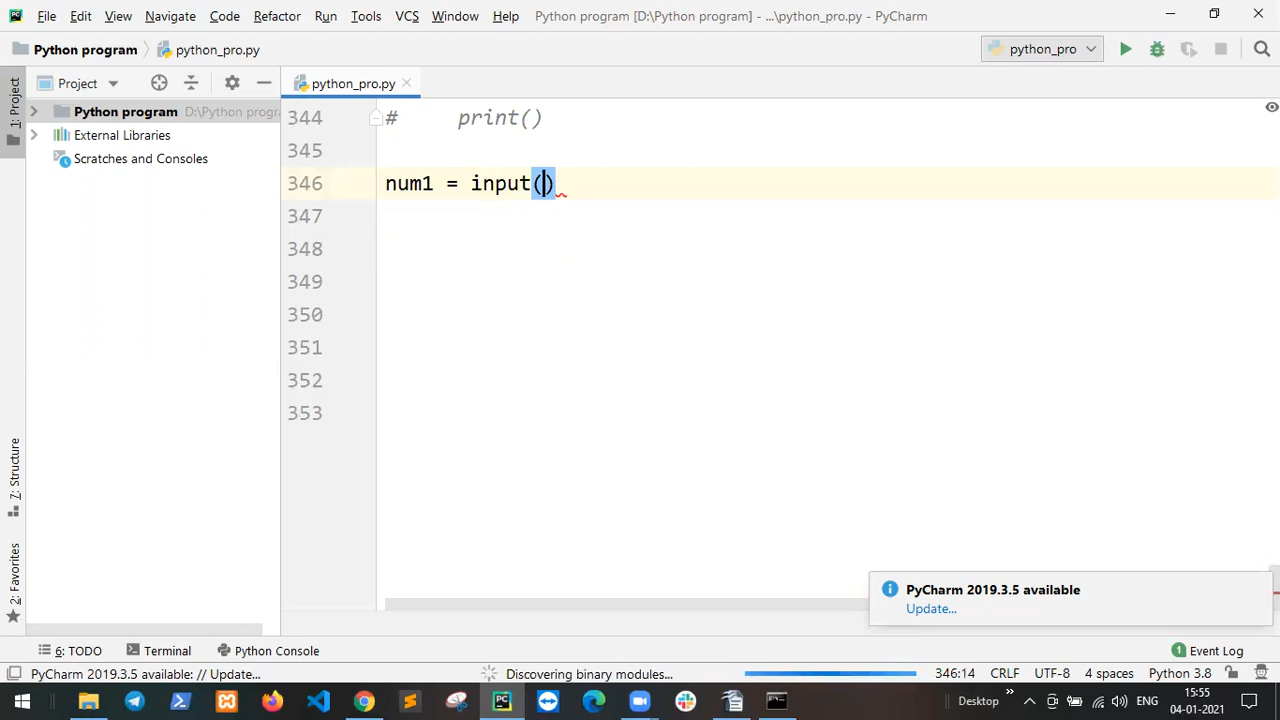 File Edit View Navigate Code Refactor Run Tools VCS Window Help Python program [D:\Python program] - ...\python_pro.py - PyCharm
Python program python_pro.py python_pro
Project python_pro.py
1: Project
Python program D:\Python progra
External Libraries
Scratches and Consoles
344 # print()
345
346 num1 = input()
347
348
349
350
351
352
353
7: Structure
2: Favorites
PyCharm 2019.3.5 available
Update...
6: TODO Terminal Python Console 1 Event Log
PyCharm 2019.3.5 available: // Update... Discovering binary modules... 346:14 CRLF UTF-8 4 spaces Python 3.8
Desktop » ENG 15:55
04-01-2021